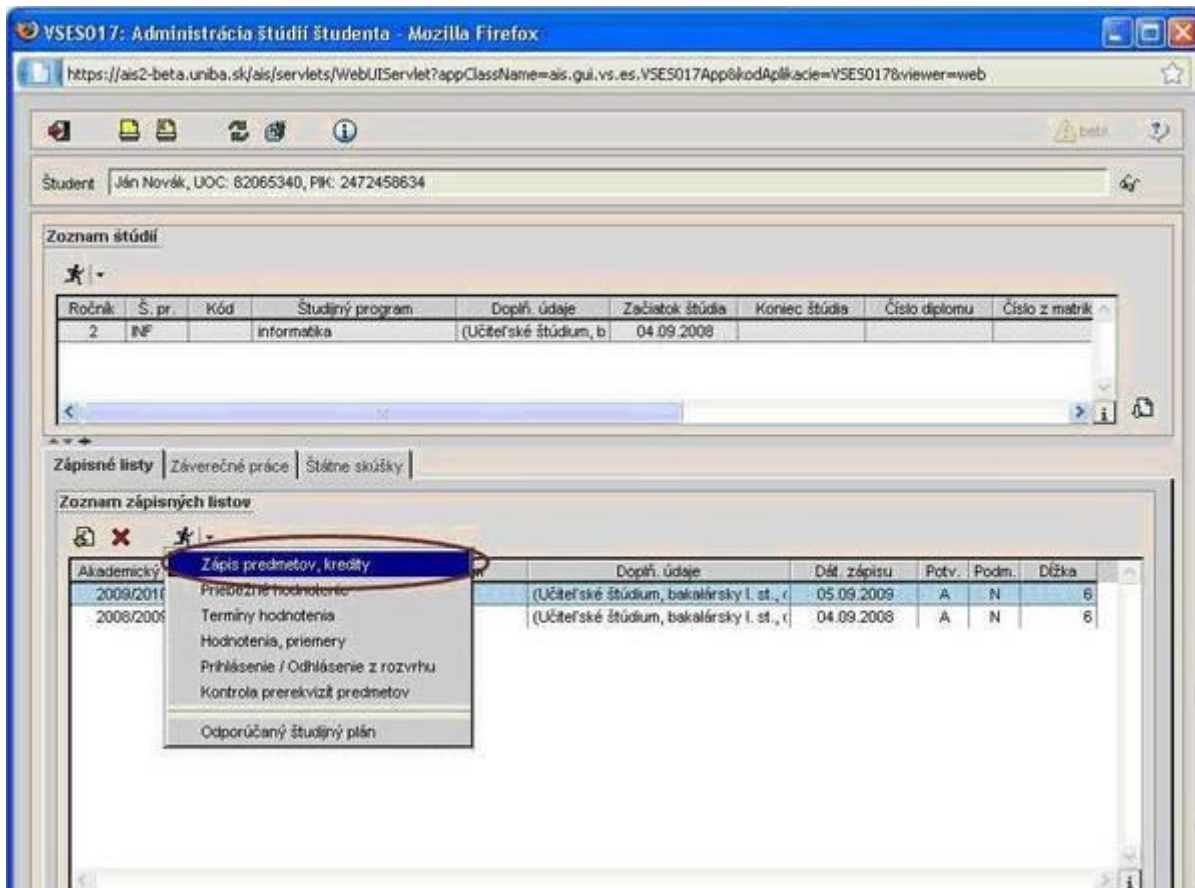 VSES017: Administrácia štúdií študenta - Mozilla Firefox
https://ais2-beta.uniba.sk/ais/servlets/WebUIServlet?appClassName=ais.gui.vs.es.VSES017App&kodAplikacie=VSES017&viewer=web
beta
Študent Ján Novák, UOC: 82065340, PIK: 2472458634
Zoznam štúdií
Ročník Š. pr. Kód Študijný program Doplň. údaje Začiatok štúdia Koniec štúdia Číslo diplomu Číslo z matrik
2 INF informatika (Učiteľské štúdium, b 04.09.2008
Zápisné listy Záverečné práce Štátne skúšky
Zoznam zápisných listov
Akademický Doplň. údaje Dát. zápisu Potv. Podm. Dĺžka
2009/2010 (Učiteľské štúdium, bakalársky I. st., 05.09.2009 A N 6
2008/2009 (Učiteľské štúdium, bakalársky I. st., 04.09.2008 A N 6
Zápis predmetov, kredity
Priebežné hodnotenie
Termíny hodnotenia
Hodnotenia, priemery
Prihlásenie / Odhlásenie z rozvrhu
Kontrola prerekvizít predmetov
Odporúčaný študijný plán